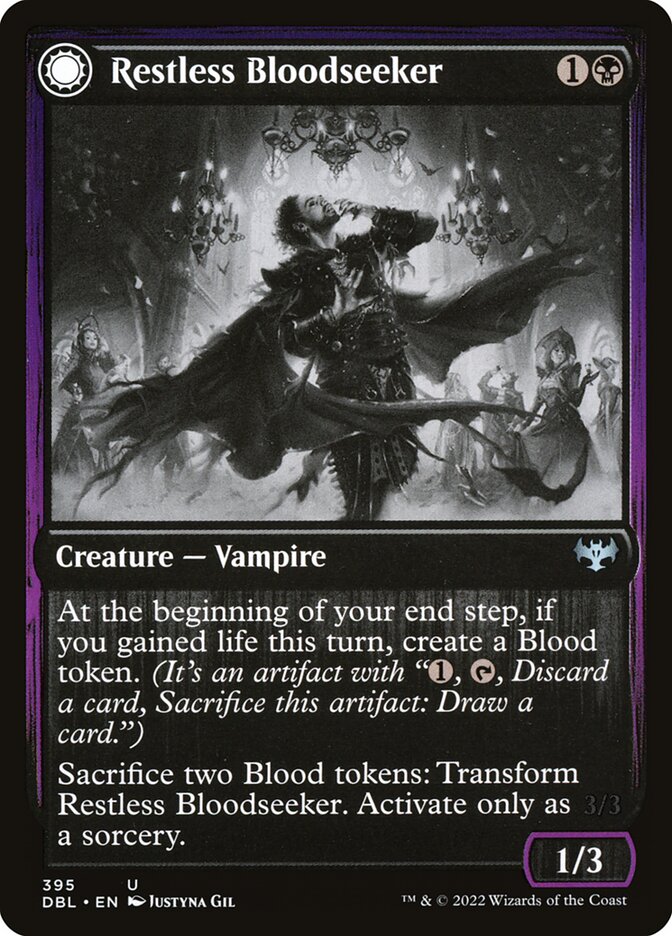 Restless Bloodseeker 1
Creature — Vampire
At the beginning of your end step, if
you gained life this turn, create a Blood
token. (It's an artifact with “1, , Discard
a card, Sacrifice this artifact: Draw a
card.”)
Sacrifice two Blood tokens: Transform
Restless Bloodseeker. Activate only as 3/3
a sorcery.
1/3
395 U
DBL • EN Justyna Gil ™ & © 2022 Wizards of the Coast